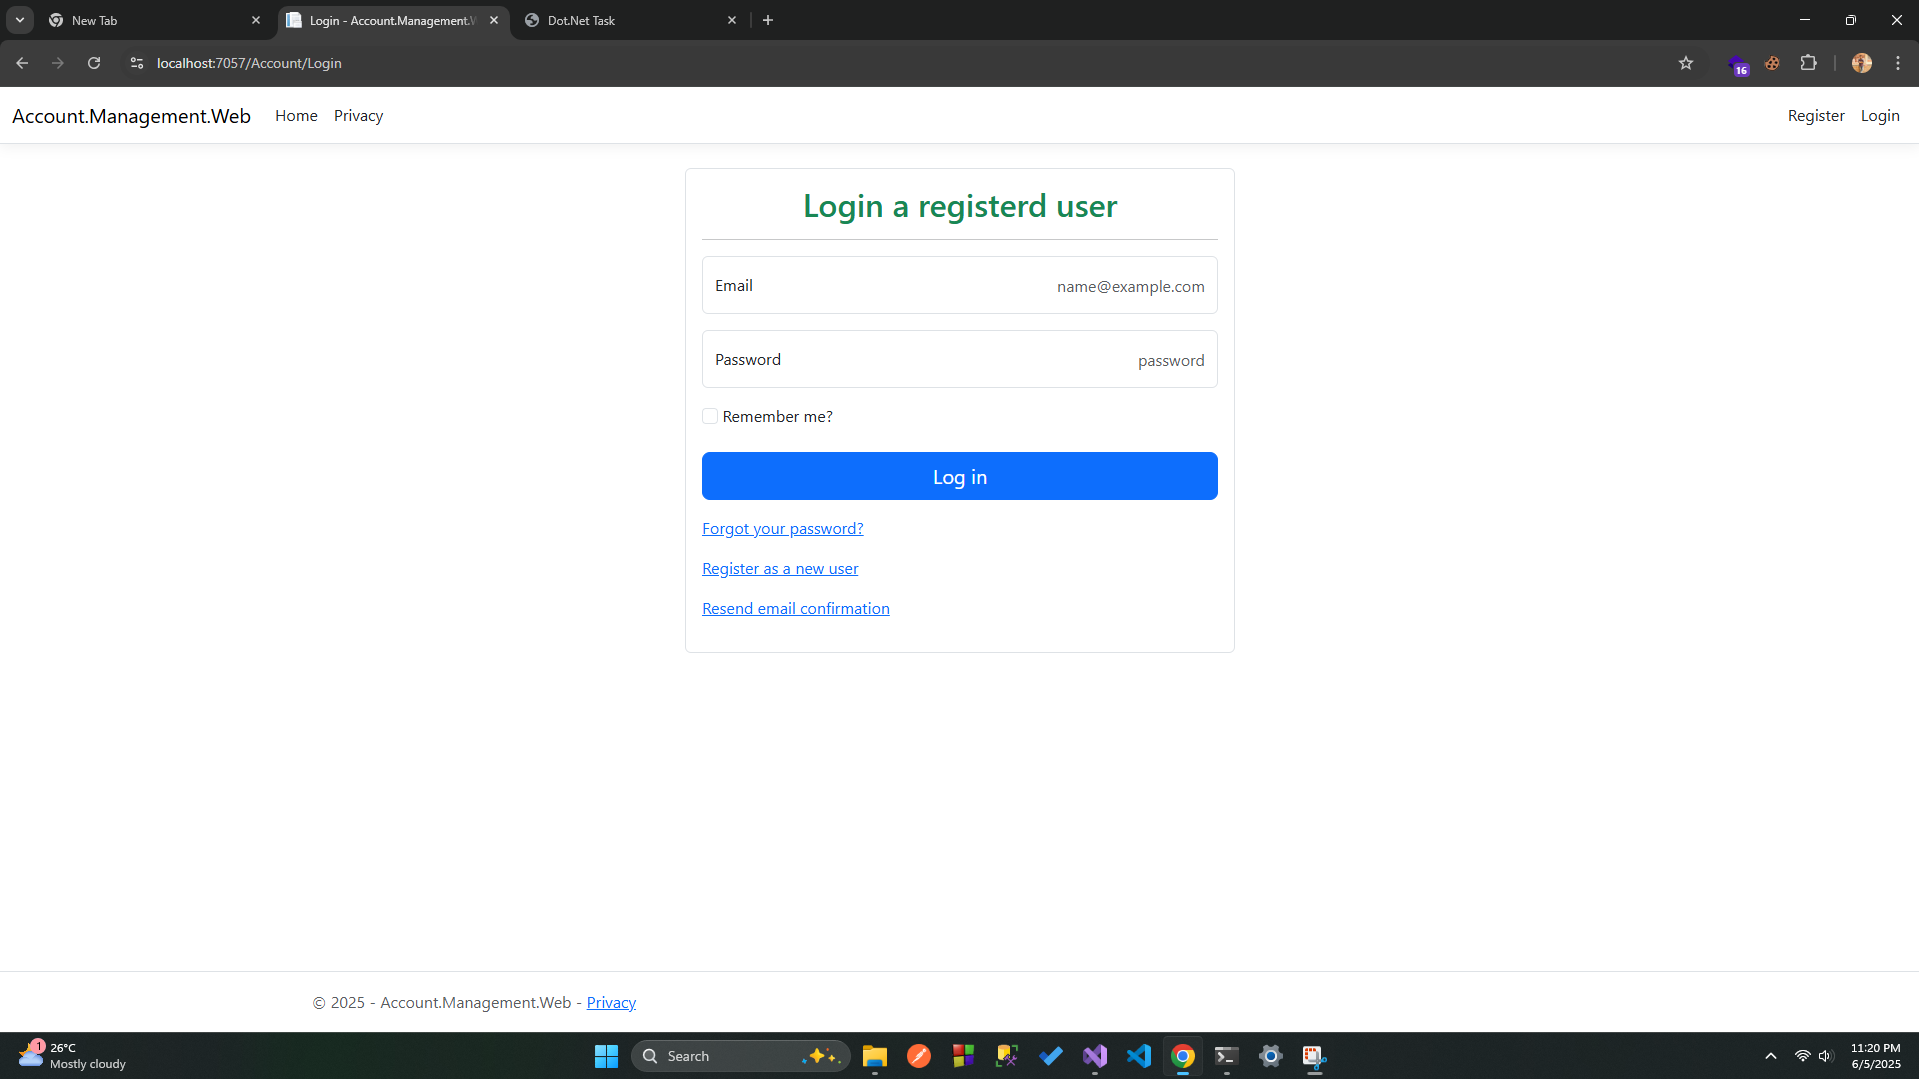 New Tab
Login - Account.Management.W
Dot.Net Task
localhost:7057/Account/Login
16
Account.Management.Web Home Privacy Register Login
Login a registerd user
Email name@example.com
Password password
Remember me?
Log in
Forgot your password?
Register as a new user
Resend email confirmation
© 2025 - Account.Management.Web - Privacy
1
26°C
Mostly cloudy
Search
11:20 PM
6/5/2025